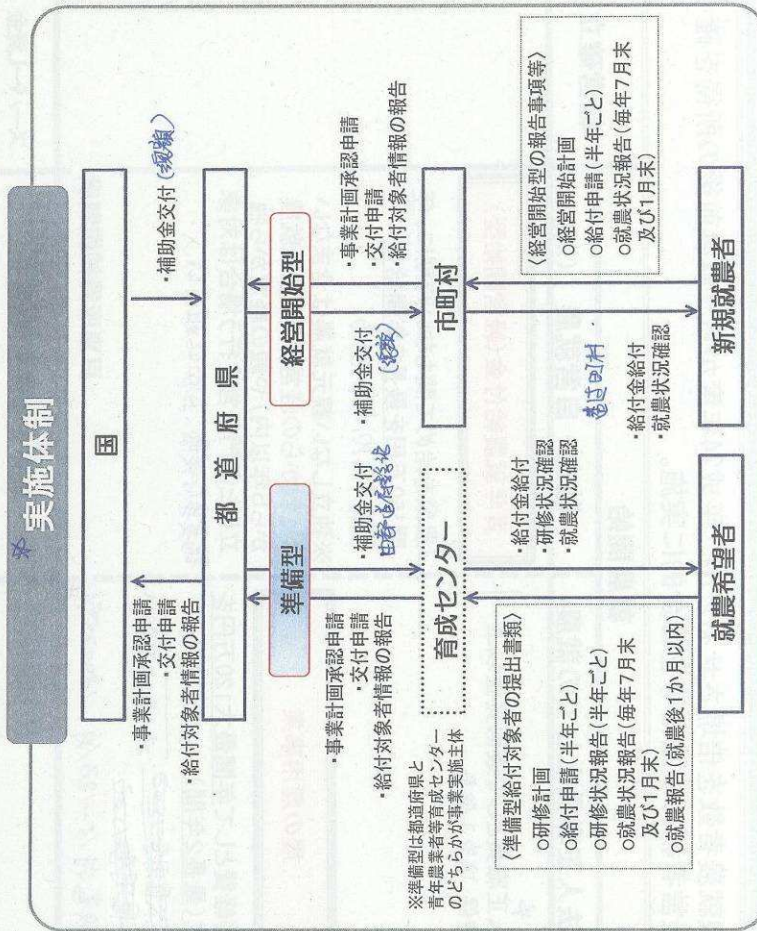 実施体制
国
・事業計画承認申請
・交付申請
・給付対象者情報の報告
・補助金交付
都道府県
準備型
経営開始型
・事業計画承認申請
・交付申請
・給付対象者情報の報告
・補助金交付
・補助金交付
・事業計画承認申請
・交付申請
・給付対象者情報の報告
※準備型は都道府県と
青年農業者等育成センター
のどちらかが事業実施主体
育成センター
市町村
〈準備型給付対象者の提出書類〉
○研修計画
○給付申請(半年ごと)
○研修状況報告(半年ごと)
○就農状況報告(毎年7月末
及び1月末)
○就農報告(就農後1か月以内)
・給付金給付
・研修状況確認
・就農状況確認
・給付金給付
・就農状況確認
〈経営開始型の報告事項等〉
○経営開始計画
○給付申請(半年ごと)
○就農状況報告(毎年7月末
及び1月末)
就農希望者
新規就農者